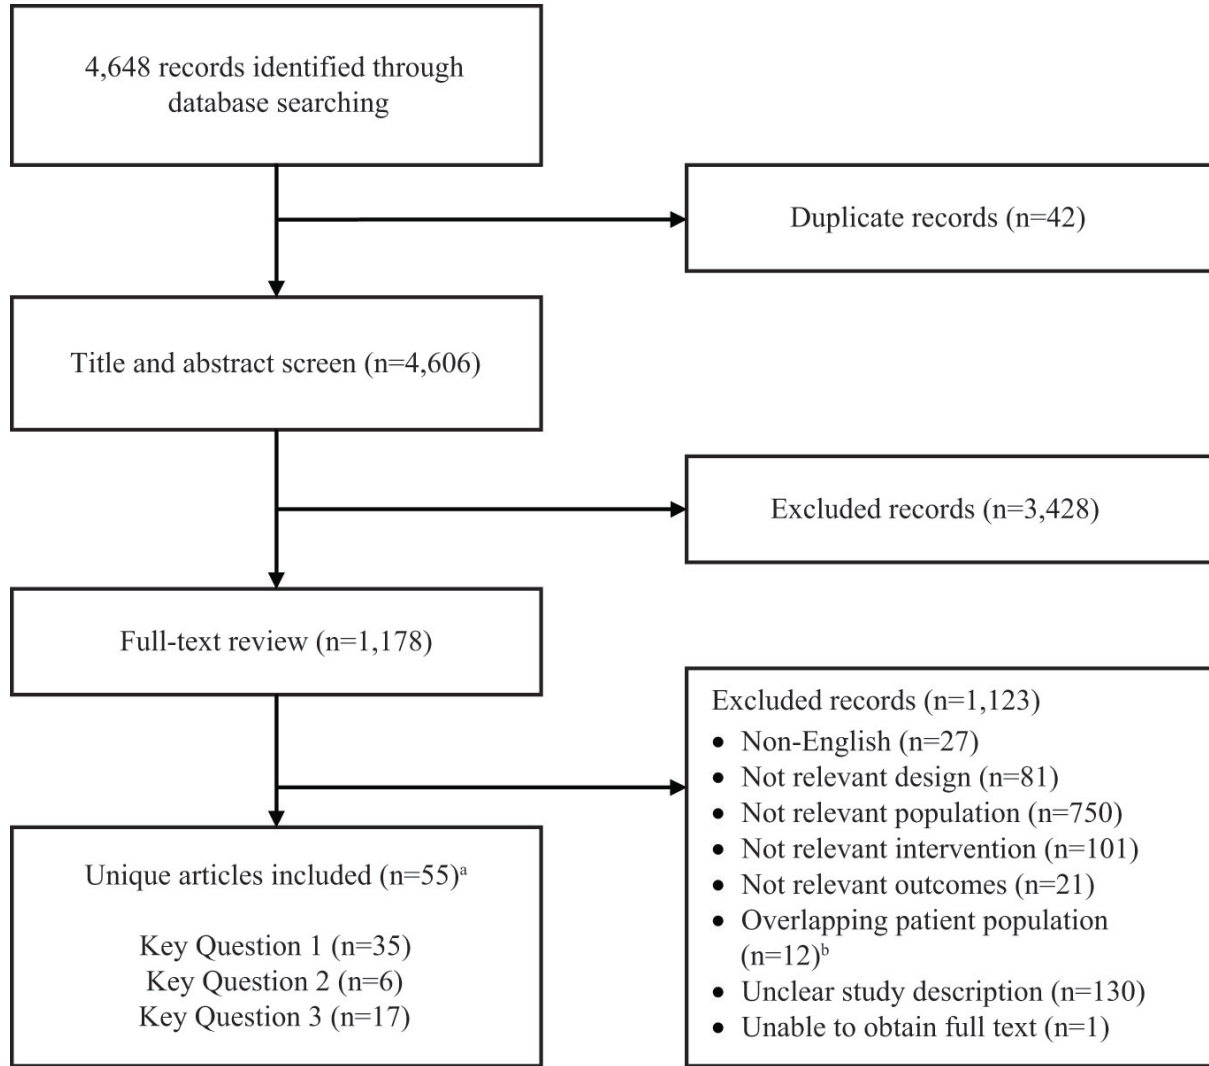 4,648 records identified through
database searching
Duplicate records (n=42)
Title and abstract screen (n=4,606)
Excluded records (n=3,428)
Full-text review (n=1,178)
Excluded records (n=1,123)
• Non-English (n=27)
• Not relevant design (n=81)
• Not relevant population (n=750)
• Not relevant intervention (n=101)
• Not relevant outcomes (n=21)
• Overlapping patient population
(n=12)ᵇ
• Unclear study description (n=130)
• Unable to obtain full text (n=1)
Unique articles included (n=55)ᵃ
Key Question 1 (n=35)
Key Question 2 (n=6)
Key Question 3 (n=17)